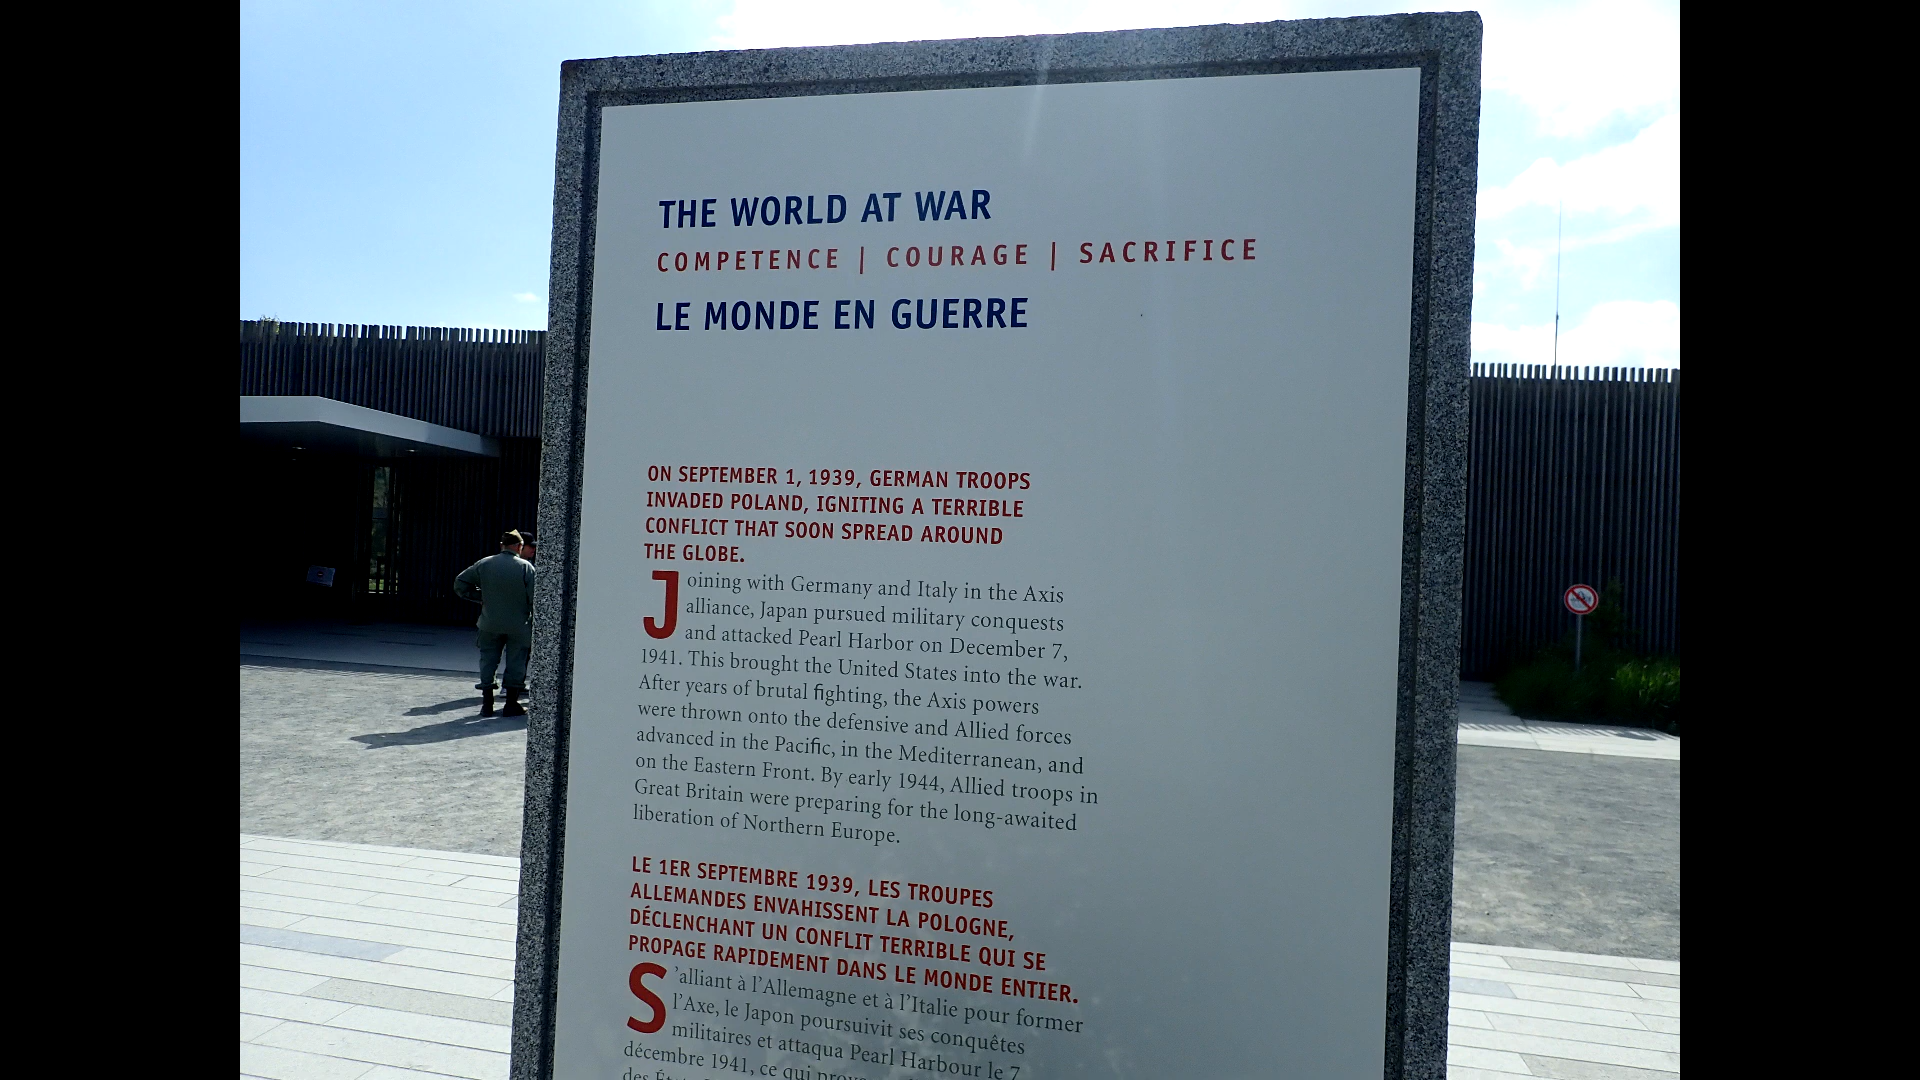 THE WORLD AT WAR
COMPETENCE | COURAGE | SACRIFICE
LE MONDE EN GUERRE
ON SEPTEMBER 1, 1939, GERMAN TROOPS
INVADED POLAND, IGNITING A TERRIBLE
CONFLICT THAT SOON SPREAD AROUND
THE GLOBE.
Joining with Germany and Italy in the Axis
alliance, Japan pursued military conquests
and attacked Pearl Harbor on December 7,
1941. This brought the United States into the war.
After years of brutal fighting, the Axis powers
were thrown onto the defensive and Allied forces
advanced in the Pacific, in the Mediterranean, and
on the Eastern Front. By early 1944, Allied troops in
Great Britain were preparing for the long-awaited
liberation of Northern Europe.
LE 1ER SEPTEMBRE 1939, LES TROUPES
ALLEMANDES ENVAHISSENT LA POLOGNE,
DÉCLENCHANT UN CONFLIT TERRIBLE QUI SE
PROPAGE RAPIDEMENT DANS LE MONDE ENTIER.
S'alliant à l'Allemagne et à l'Italie pour former
l'Axe, le Japon poursuivit ses conquêtes
militaires et attaqua Pearl Harbour le 7
décembre 1941, ce qui
des